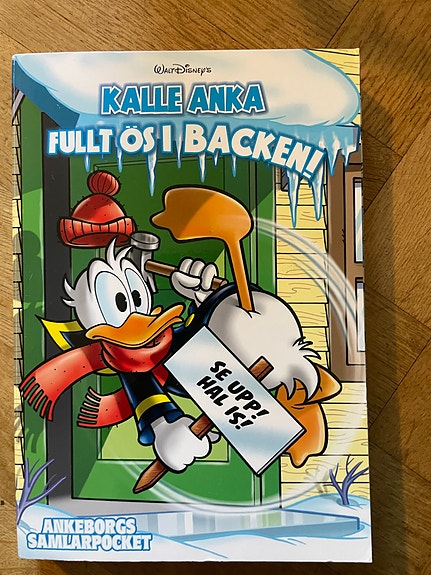 WALT DISNEY'S
KALLE ANKA
FULLT ÖS I BACKEN!
SE UPP!
HAL IS!
ANKEBORGS
SAMLARPOCKET